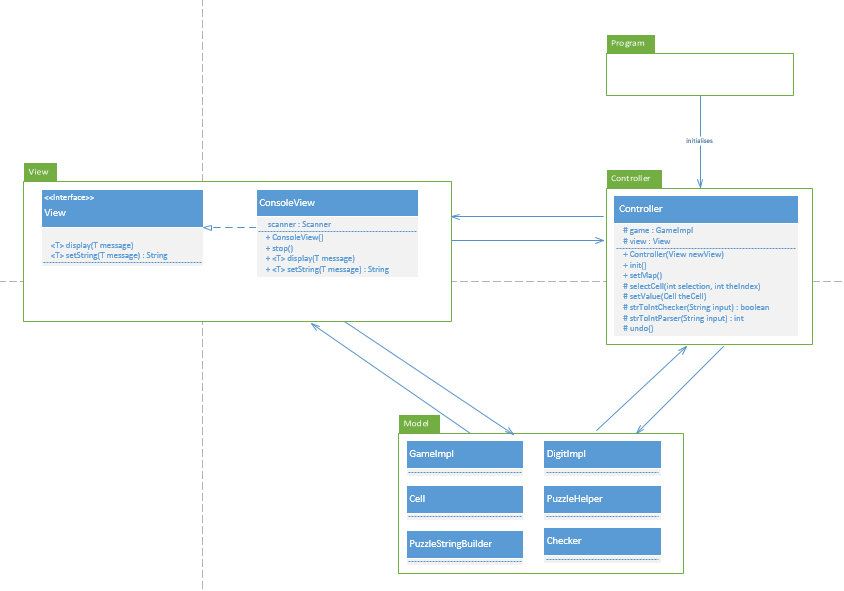 Program
initialises
View
<<Interface>>
View
<T> display(T message)
<T> setString(T message) : String
ConsoleView
scanner : Scanner
+ ConsoleView()
+ stop()
+ <T> display(T message)
+ <T> setString(T message) : String
Controller
Controller
# game : GameImpl
# view : View
+ Controller(View newView)
+ init()
+ setMap()
# selectCell(int selection, int theIndex)
# setValue(Cell theCell)
# strToIntChecker(String input) : boolean
# strToIntParser(String input) : int
# undo()
Model
GameImpl
DigitImpl
Cell
PuzzleHelper
PuzzleStringBuilder
Checker